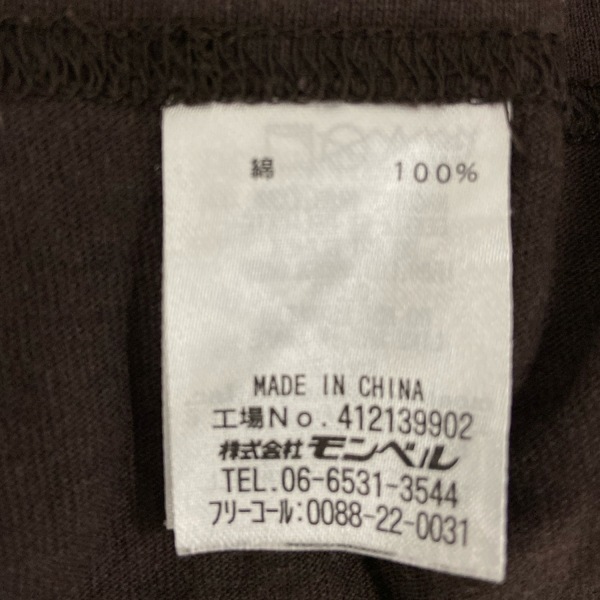 綿 100%
MADE IN CHINA
工場No.412139902
株式会社モンベル
TEL.06-6531-3544
フリーコール:0088-22-0031